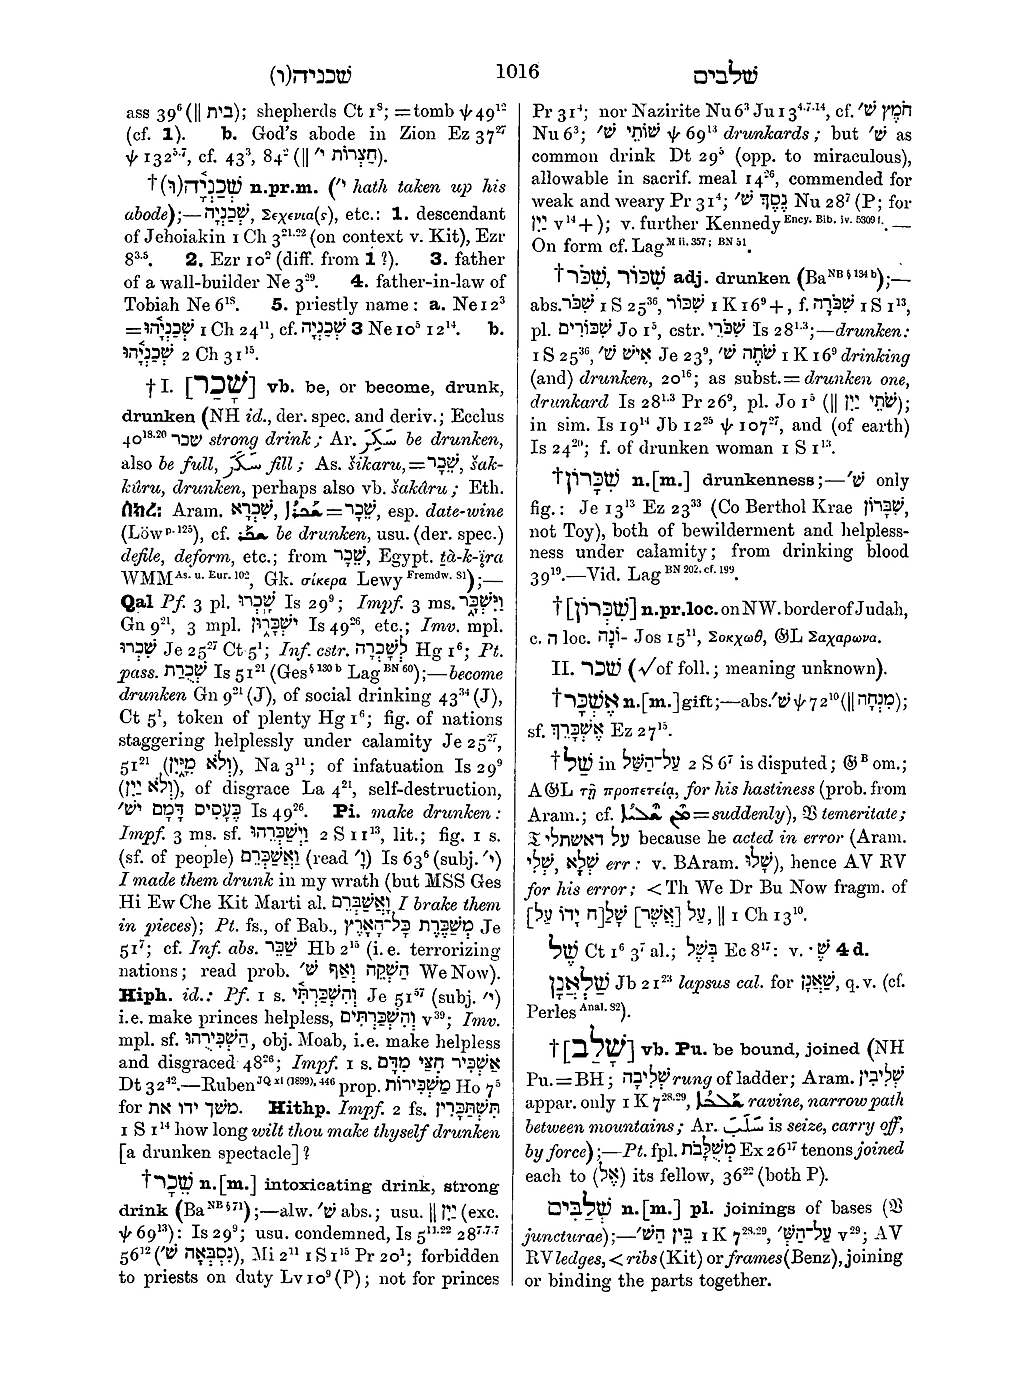 שכניה(ו) 1016 שלבים
ass 39⁶ (‖ בית); shepherds Ct 1⁸; = tomb ψ 49¹²
(cf. 1). b. God's abode in Zion Ez 37²⁷
ψ 132⁵·⁷, cf. 43³, 84² (‖ חַצְרוֹת י׳).
†שְׁכַנְיָה(וּ) n.pr.m. (י׳ hath taken up his
abode);—שְׁכַנְיָה, Σεχενια(ς), etc.: 1. descendant
of Jehoiakin 1 Ch 3²¹·²² (on context v. Kit), Ezr
8³·⁵. 2. Ezr 10² (diff. from 1 ?). 3. father
of a wall-builder Ne 3²⁹. 4. father-in-law of
Tobiah Ne 6¹⁸. 5. priestly name : a. Ne 12³
=שְׁכַנְיָהוּ 1 Ch 24¹¹, cf. שְׁבַנְיָה 3 Ne 10⁵ 12¹⁴. b.
שְׁכַנְיָהוּ 2 Ch 31¹⁵.
†I. [שָׁכַר] vb. be, or become, drunk,
drunken (NH id., der. spec. and deriv.; Ecclus
40¹⁸·²⁰ שכר strong drink; Ar. سَكِرَ be drunken,
also be full, سَكَّرَ fill; As. šikaru, = שֵׁכָר, šak-
kûru, drunken, perhaps also vb. šakâru; Eth.
ሰክረ: Aram. שִׁכְרָא, = שֵׁכָר, esp. date-wine
(Löw ᵖ·¹²⁵), cf. be drunken, usu. (der. spec.)
defile, deform, etc.; from שֵׁכָר, Egypt.
WMM As. u. Eur. 102, Gk. σίκερα Lewy Fremdw. 81);—
Qal Pf. 3 pl. שָׁכְרוּ Is 29⁹; Impf. 3 ms. וַיִּשְׁכָּר
Gn 9²¹, 3 mpl. יִשְׁכָּרוּן Is 49²⁶, etc.; Imv. mpl.
שִׁכְרוּ Je 25²⁷ Ct 5¹; Inf. cstr. לְשָׁכְרָה Hg 1⁶; Pt.
pass. שְׁכֻרַת Is 51²¹ (Ges § 130 b Lag BN 60);—become
drunken Gn 9²¹ (J), of social drinking 43³⁴ (J),
Ct 5¹, token of plenty Hg 1⁶; fig. of nations
staggering helplessly under calamity Je 25²⁷,
51²¹ (וְלֹא מִיָּיִן), Na 3¹¹; of infatuation Is 29⁹
(וְלֹא יַיִן), of disgrace La 4²¹, self-destruction,
כֶּעָסִים דָּמָם יִשׁ׳ Is 49²⁶. Pi. make drunken:
Impf. 3 ms. sf. וַיְשַׁכְּרֵהוּ 2 S 11¹³, lit.; fig. 1 s.
(sf. of people) וַאֲשַׁכְּרֵם (read וָ׳) Is 63⁶ (subj. י׳)
I made them drunk in my wrath (but MSS Ges
Hi Ew Che Kit Marti al. וָאֲשַׁבְּרֵם I brake them
in pieces); Pt. fs., of Bab., מְשַׁכֶּרֶת כָּל־הָאָרֶץ Je
51⁷; cf. Inf. abs. שַׁכֵּר Hb 2¹⁵ (i.e. terrorizing
nations; read prob. הַשְׁקֵה וְאַף שׁ׳ We Now).
Hiph. id.: Pf. 1 s. וְהִשְׁכַּרְתִּי Je 51⁵⁷ (subj. י׳)
i.e. make princes helpless, וְהִשְׁכַּרְתִּים v³⁹; Imv.
mpl. sf. הַשְׁכִּירֻהוּ, obj. Moab, i.e. make helpless
and disgraced 48²⁶; Impf. 1 s. אַשְׁכִּיר חִצַּי מִדָּם
Dt 32⁴².—Ruben JQ xi (1899), 446 prop. מַשְׁכִּירוֹת Ho 7⁵
for משך ידו את. Hithp. Impf. 2 fs. תִּשְׁתַּכָּרִין
1 S 1¹⁴ how long wilt thou make thyself drunken
[a drunken spectacle] ?
†שֵׁכָר n.[m.] intoxicating drink, strong
drink (Ba NB § 71);—alw. שׁ׳ abs.; usu. ‖ יַיִן (exc.
ψ 69¹³): Is 29⁹; usu. condemned, Is 5¹¹·²² 28⁷·⁷·⁷
56¹² (נִסְבְּאָה שׁ׳), Mi 2¹¹ 1 S 1¹⁵ Pr 20¹; forbidden
to priests on duty Lv 10⁹ (P); not for princes
Pr 31⁴; nor Nazirite Nu 6³ Ju 13⁴·⁷·¹⁴, cf. חֹמֶץ שׁ׳
Nu 6³; שׁוֹתֵי שׁ׳ ψ 69¹³ drunkards; but שׁ׳ as
common drink Dt 29⁵ (opp. to miraculous),
allowable in sacrif. meal 14²⁶, commended for
weak and weary Pr 31⁴; נֶסֶךְ שׁ׳ Nu 28⁷ (P; for
יַיִן v¹⁴ +); v. further Kennedy Ency. Bib. iv. 5309 f.—
On form cf. Lag M ii. 357; BN 51.
†שִׁכּוֹר, שִׁכֹּר adj. drunken (Ba NB § 134 b);—
abs. שִׁכֹּר 1 S 25³⁶, שִׁכּוֹר 1 K 16⁹ +, f. שִׁכֹּרָה 1 S 1¹³,
pl. שִׁכּוֹרִים Jo 1⁵, cstr. שִׁכֹּרֵי Is 28¹·³;—drunken:
1 S 25³⁶, אִישׁ שׁ׳ Je 23⁹, שֹׁתֶה שׁ׳ 1 K 16⁹ drinking
(and) drunken, 20¹⁶; as subst. = drunken one,
drunkard Is 28¹·³ Pr 26⁹, pl. Jo 1⁵ (‖ שֹׁתֵי יָיִן);
in sim. Is 19¹⁴ Jb 12²⁵ ψ 107²⁷, and (of earth)
Is 24²⁰; f. of drunken woman 1 S 1¹³.
†שִׁכָּרוֹן n.[m.] drunkenness;—שׁ׳ only
fig.: Je 13¹³ Ez 23³³ (Co Berthol Krae שִׁבָּרוֹן,
not Toy), both of bewilderment and helpless-
ness under calamity; from drinking blood
39¹⁹.—Vid. Lag BN 202, cf. 199.
†[שִׁכְּרוֹן] n.pr.loc. on NW. border of Judah,
c. ה loc. ־וֹנָה Jos 15¹¹, Σοκχωθ, 𝔊L Σαχαρωνα.
II. שׁכר (√ of foll.; meaning unknown).
†אֶשְׁכָּר n.[m.] gift;—abs. שׁ׳ ψ 72¹⁰ (‖ מִנְחָה);
sf. אֶשְׁכָּרֵךְ Ez 27¹⁵.
†שַׁל in עַל־הַשַּׁל 2 S 6⁷ is disputed; 𝔊ᴮ om.;
A𝔊L τῇ προπετείᾳ, for his hastiness (prob. from
Aram.; cf. = suddenly), 𝔙 temeritate;
𝔗 על דאשתלי because he acted in error (Aram.
שְׁלָא, שְׁלִי err: v. BAram. שָׁלוּ), hence AV RV
for his error; < Th We Dr Bu Now fragm. of
עַל [אֲשֶׁר] שָׁלַ[ח יָדוֹ עַל], ‖ 1 Ch 13¹⁰.
שֶׁל Ct 1⁶ 3⁷ al.; בְּשֶׁל Ec 8¹⁷: v. שֶׁ· 4 d.
שַׁלְאֲנָן Jb 21²³ lapsus cal. for שַׁאֲנָן, q.v. (cf.
Perles Anal. 82).
†[שָׁלַב] vb. Pu. be bound, joined (NH
Pu. = BH; שְׁלִיבָה rung of ladder; Aram. שְׁלִיבִין
appar. only 1 K 7²⁸·²⁹, ravine, narrow path
between mountains; Ar. سَلَبَ is seize, carry off,
by force);—Pt. fpl. מְשֻׁלָּבֹת Ex 26¹⁷ tenons joined
each to (אֶל) its fellow, 36²² (both P).
שְׁלַבִּים n.[m.] pl. joinings of bases (𝔙
juncturae);—בֵּין הַשׁ׳ 1 K 7²⁸·²⁹, עַל־הַשׁ׳ v²⁹; AV
RV ledges, < ribs (Kit) or frames (Benz), joining
or binding the parts together.